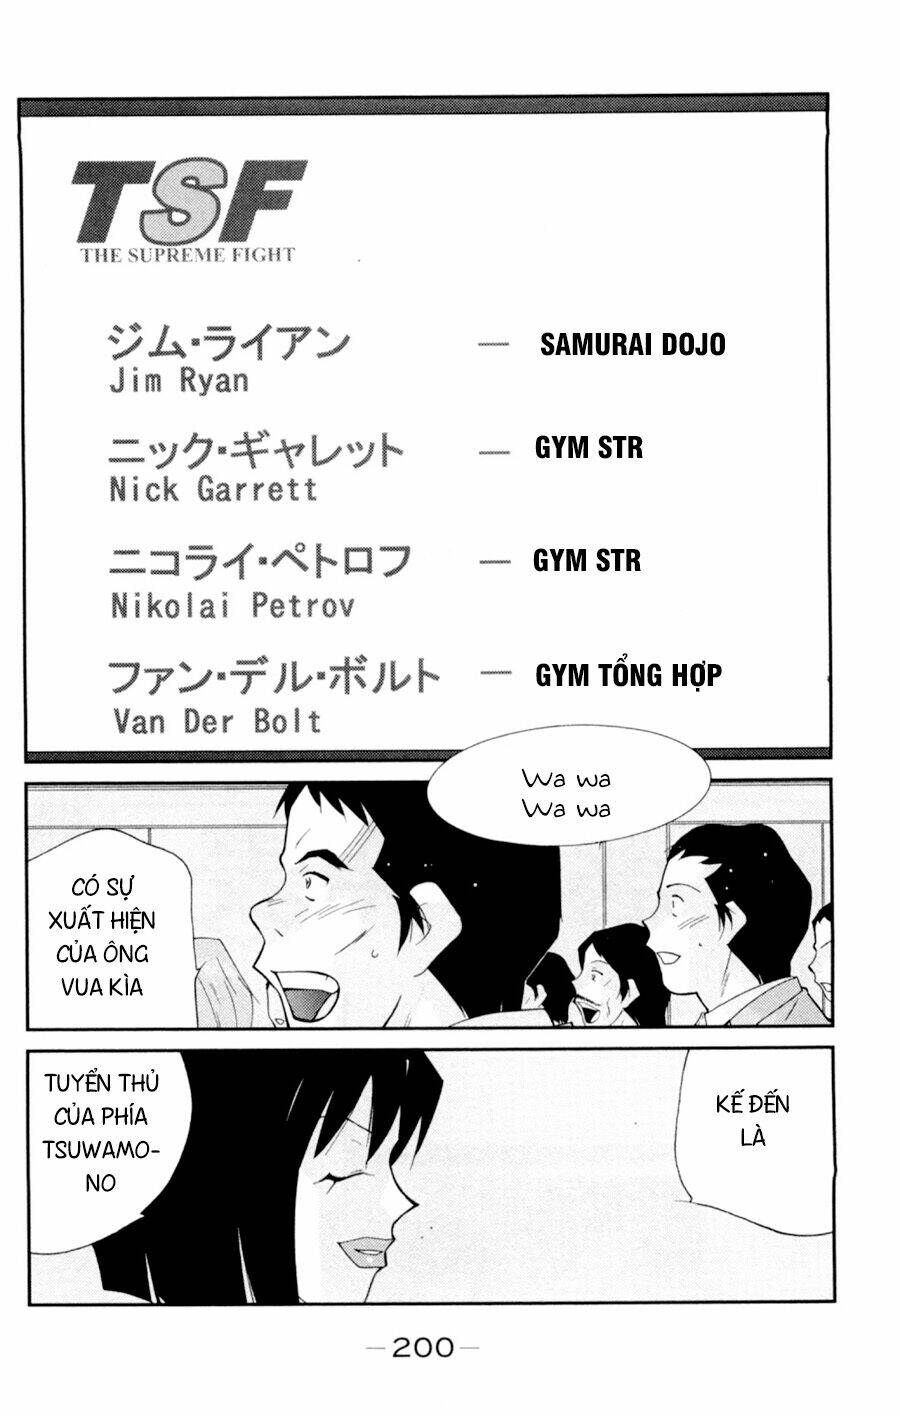 TSF
THE SUPREME FIGHT
ジム・ライアン — SAMURAI DOJO
Jim Ryan
ニック・ギャレット — GYM STR
Nick Garrett
ニコライ・ペトロフ — GYM STR
Nikolai Petrov
ファン・デル・ボルト — GYM TỔNG HỢP
Van Der Bolt
Wa wa
Wa wa
CÓ SỰ
XUẤT HIỆN
CỦA ÔNG
VUA KÌA
KẾ ĐẾN
LÀ
TUYỂN THỦ
CỦA PHÍA
TSUWAMO-
NO
—200—